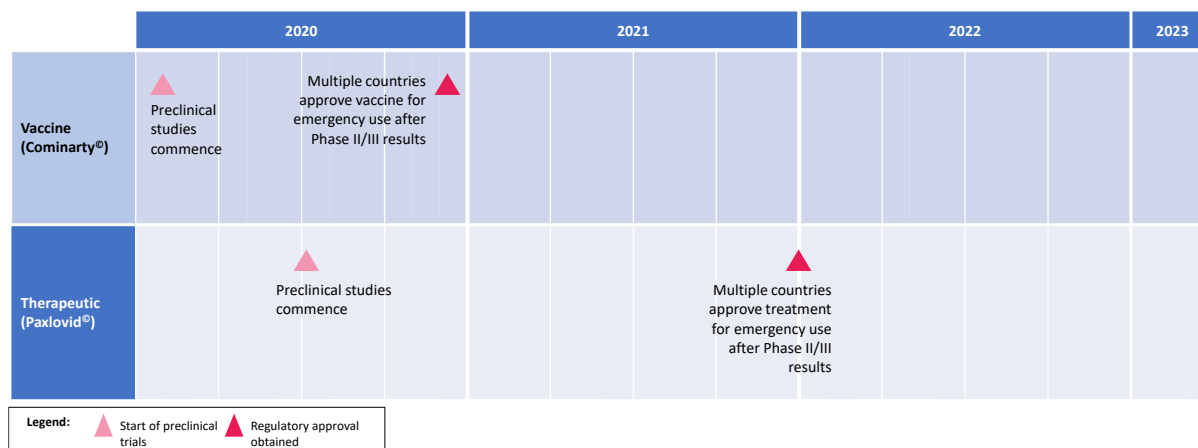 2020
2021
2022
2023
Vaccine
(Cominarty©)
Preclinical
studies
commence
Multiple countries
approve vaccine for
emergency use after
Phase II/III results
Therapeutic
(Paxlovid©)
Preclinical studies
commence
Multiple countries
approve treatment
for emergency use
after Phase II/III
results
Legend:
Start of preclinical
trials
Regulatory approval
obtained